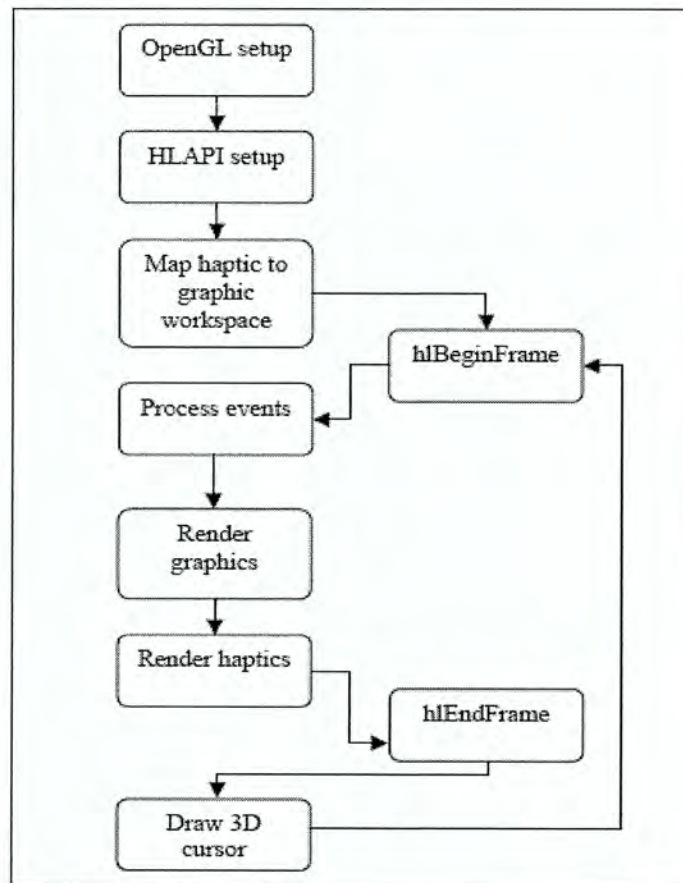 OpenGL setup
HLAPI setup
Map haptic to
graphic
workspace
hlBeginFrame
Process events
Render
graphics
Render haptics
hlEndFrame
Draw 3D
cursor